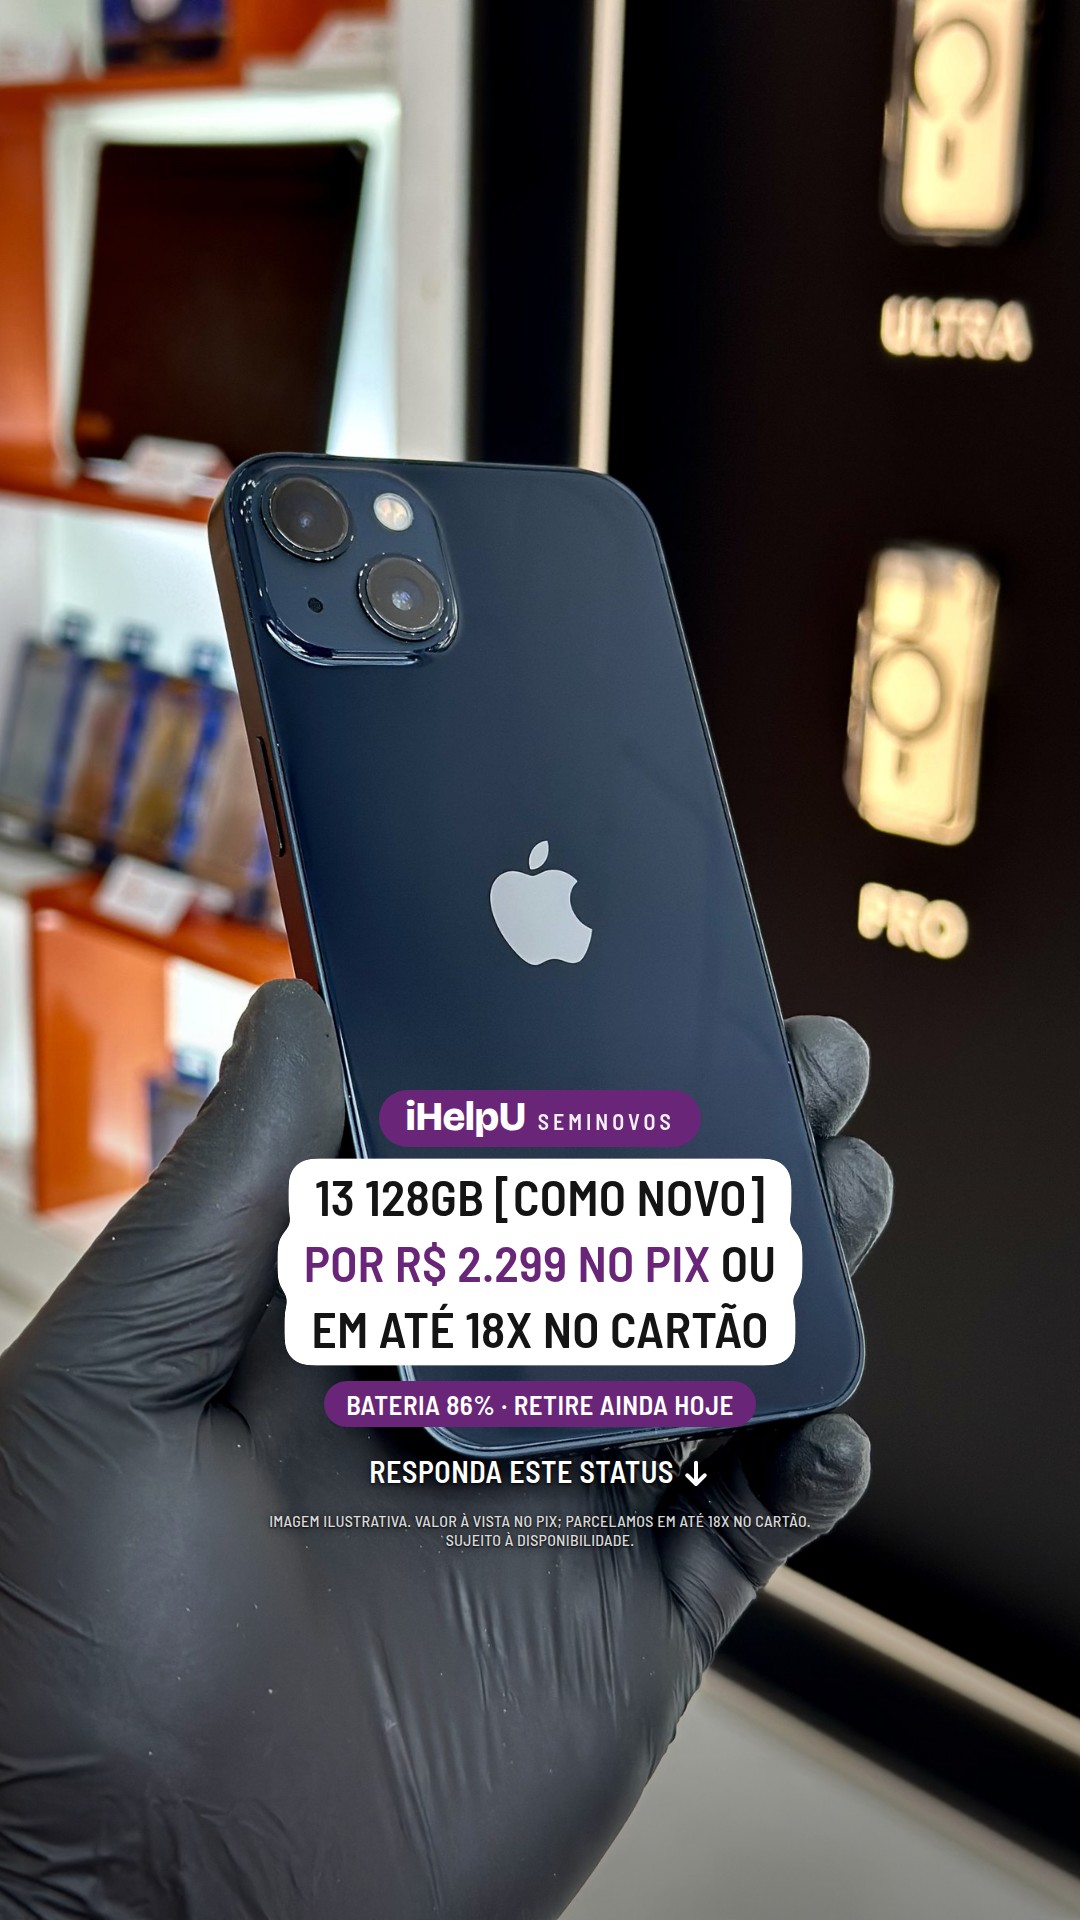 ULTRA
PRO
iHelpU SEMINOVOS
13 128GB [COMO NOVO]
POR R$ 2.299 NO PIX OU
EM ATÉ 18X NO CARTÃO
BATERIA 86% · RETIRE AINDA HOJE
RESPONDA ESTE STATUS ↓
IMAGEM ILUSTRATIVA. VALOR À VISTA NO PIX; PARCELAMOS EM ATÉ 18X NO CARTÃO.
SUJEITO À DISPONIBILIDADE.